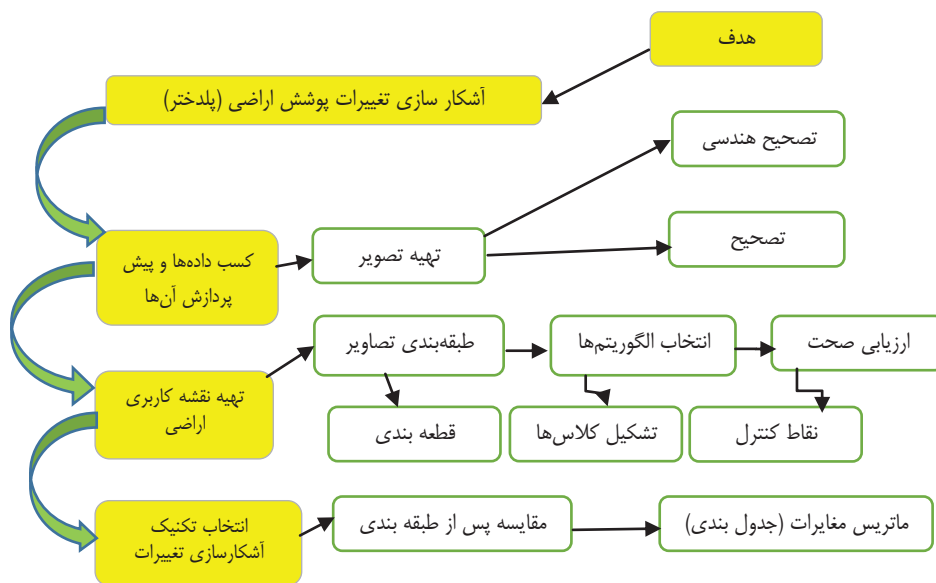 هدف
آشکار سازی تغییرات پوشش اراضی (پلدختر)
تصحیح هندسی
تصحیح
تهیه تصویر
کسب داده‌ها و پیش
پردازش آن‌ها
طبقه‌بندی تصاویر
انتخاب الگوریتم‌ها
ارزیابی صحت
تهیه نقشه کاربری
اراضی
قطعه بندی
تشکیل کلاس‌ها
نقاط کنترل
انتخاب تکنیک
آشکارسازی تغییرات
مقایسه پس از طبقه بندی
ماتریس مغایرات (جدول بندی)